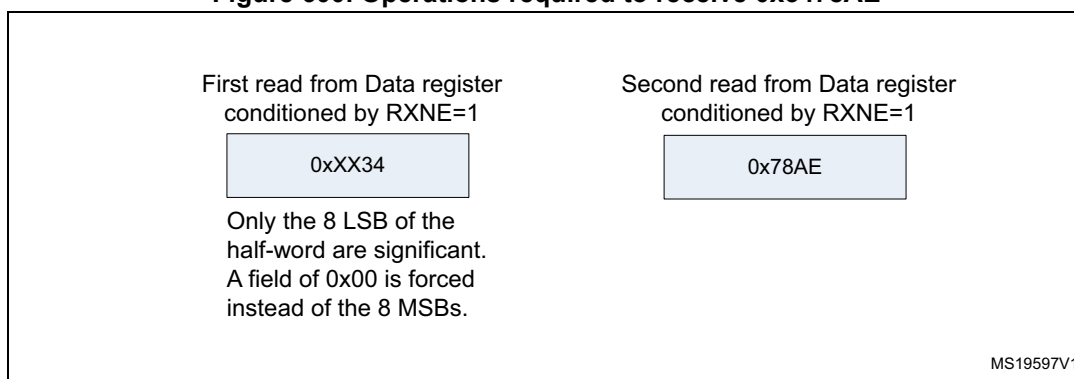 First read from Data register
conditioned by RXNE=1
0xXX34
Only the 8 LSB of the
half-word are significant.
A field of 0x00 is forced
instead of the 8 MSBs.
Second read from Data register
conditioned by RXNE=1
0x78AE
MS19597V1